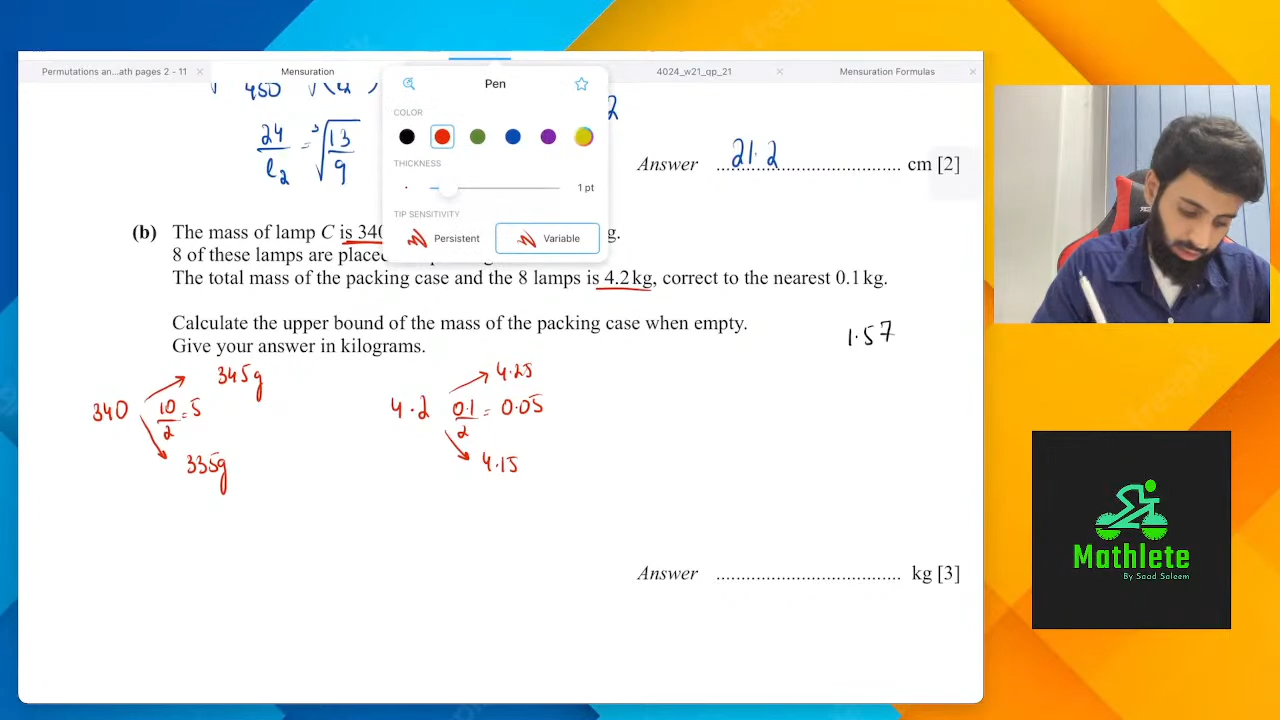 Permutations an...ath pages 2 - 11
Mensuration
4024_w21_qp_21
Mensuration Formulas
Pen
COLOR
THICKNESS
1 pt
TIP SENSITIVITY
Persistent
Variable
450
2
24/l₂ = ³√13/9
Answer 21.2 cm [2]
(b) The mass of lamp C is 340 g.
8 of these lamps are place
The total mass of the packing case and the 8 lamps is 4.2 kg, correct to the nearest 0.1 kg.
Calculate the upper bound of the mass of the packing case when empty.
Give your answer in kilograms.
1.57
345g
340 10/2 = 5
335g
4.25
4.2 0.1/2 = 0.05
4.15
Answer .................................... kg [3]
Mathlete
By Saad Saleem